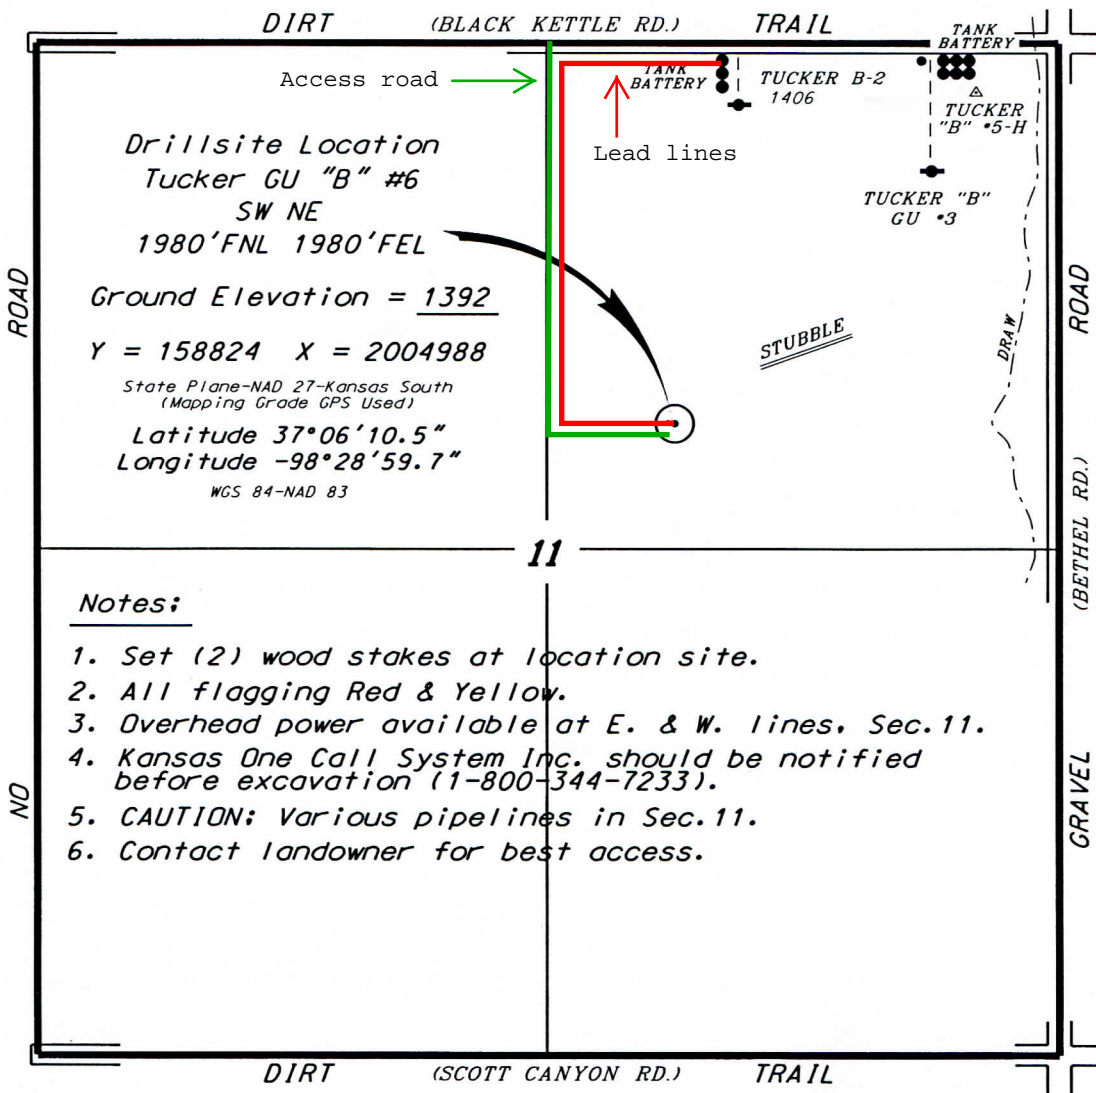 DIRT (BLACK KETTLE RD.) TRAIL
TANK
BATTERY
Access road
TANK
BATTERY
TUCKER B-2
1406
TUCKER
"B" #5-H
Lead lines
Drillsite Location
Tucker GU "B" #6
SW NE
1980'FNL 1980'FEL
TUCKER "B"
GU #3
Ground Elevation = 1392
ROAD
ROAD
STUBBLE
DRAW
Y = 158824 X = 2004988
State Plane-NAD 27-Kansas South
(Mapping Grade GPS Used)
Latitude 37°06'10.5"
Longitude -98°28'59.7"
WGS 84-NAD 83
11
(BETHEL RD.)
Notes:
1. Set (2) wood stakes at location site.
2. All flagging Red & Yellow.
3. Overhead power available at E. & W. lines, Sec.11.
4. Kansas One Call System Inc. should be notified
before excavation (1-800-344-7233).
5. CAUTION: Various pipelines in Sec.11.
6. Contact landowner for best access.
NO
GRAVEL
DIRT (SCOTT CANYON RD.) TRAIL